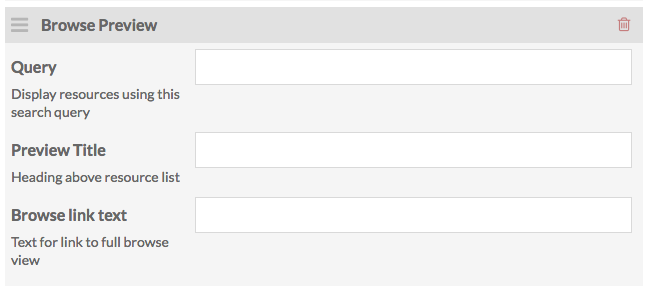 Browse Preview
Query
Display resources using this
search query
Preview Title
Heading above resource list
Browse link text
Text for link to full browse
view